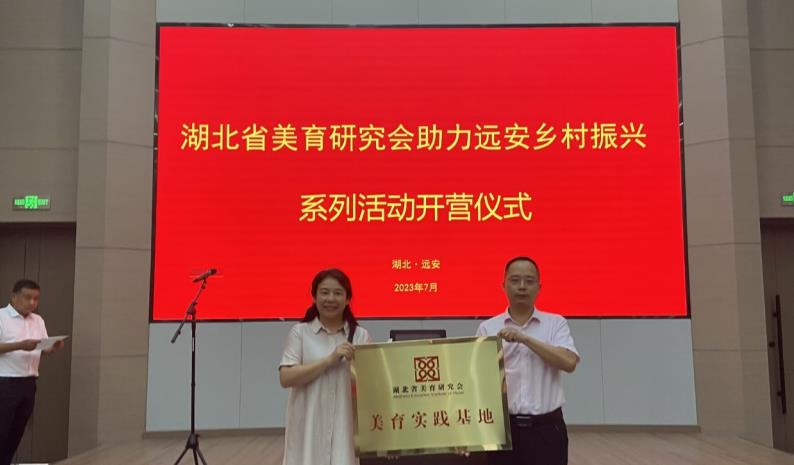 湖北省美育研究会助力远安乡村振兴
系列活动开营仪式
湖北·远安
2023年7月
湖北省美育研究会
美育实践基地